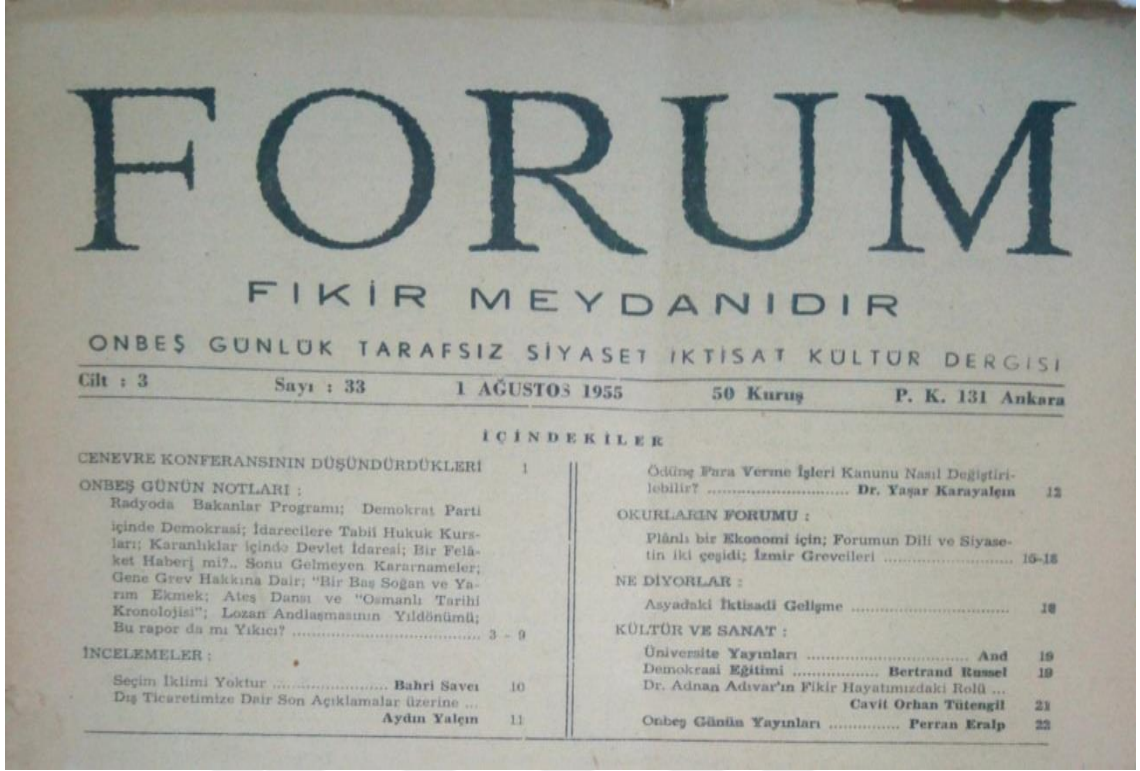 FORUM
FIKİR MEYDANIDIR
ONBEŞ GÜNLÜK TARAFSIZ SİYASET İKTİSAT KÜLTÜR DERGİSİ
Cilt : 3 Sayı : 33 1 AĞUSTOS 1955 50 Kuruş P. K. 131 Ankara
İÇİNDEKİLER
CENEVRE KONFERANSININ DÜŞÜNDÜRDÜKLERİ 1
ONBEŞ GÜNÜN NOTLARI :
Radyoda Bakanlar Programı; Demokrat Parti
içinde Demokrasi; İdarecilere Tabiî Hukuk Kurs-
ları; Karanlıklar içinde Devlet İdaresi; Bir Felâ-
ket Haberj mi?.. Sonu Gelmeyen Kararnameler;
Gene Grev Hakkına Dair; "Bir Baş Soğan ve Ya-
rım Ekmek; Ateş Dansı ve "Osmanlı Tarihi
Kronolojisi"; Lozan Andlaşmasının Yıldönümü;
Bu rapor da mı Yıkıcı? ................................. 3 - 9
İNCELEMELER :
Seçim İklimi Yoktur .................... Bahri Savcı 10
Dış Ticaretimize Dair Son Açıklamalar üzerine ...
Aydın Yalçın 11
Ödünç Para Verme İşleri Kanunu Nasıl Değiştiri-
lebilir? ......................... Dr. Yaşar Karayalçın 12
OKURLARIN FORUMU :
Plânlı bir Ekonomi için; Forumun Dili ve Siyase-
tin iki çeşidi; İzmir Grevcileri ........................... 16-18
NE DİYORLAR :
Asyadaki İktisadî Gelişme ........................... 18
KÜLTÜR VE SANAT :
Üniversite Yayınları ............................... And 19
Demokrasi Eğitimi ............... Bertrand Russel 19
Dr. Adnan Adıvar'ın Fikir Hayatımızdaki Rolü ...
Cavit Orhan Tütengil 21
Onbeş Günün Yayınları ............. Perran Eralp 22